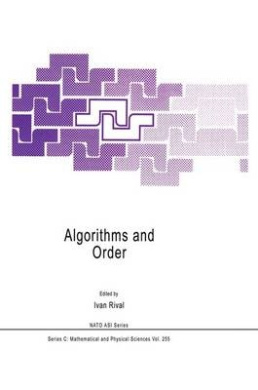 Algorithms and
Order
Edited by
Ivan Rival
NATO ASI Series
Series C: Mathematical and Physical Sciences Vol. 255